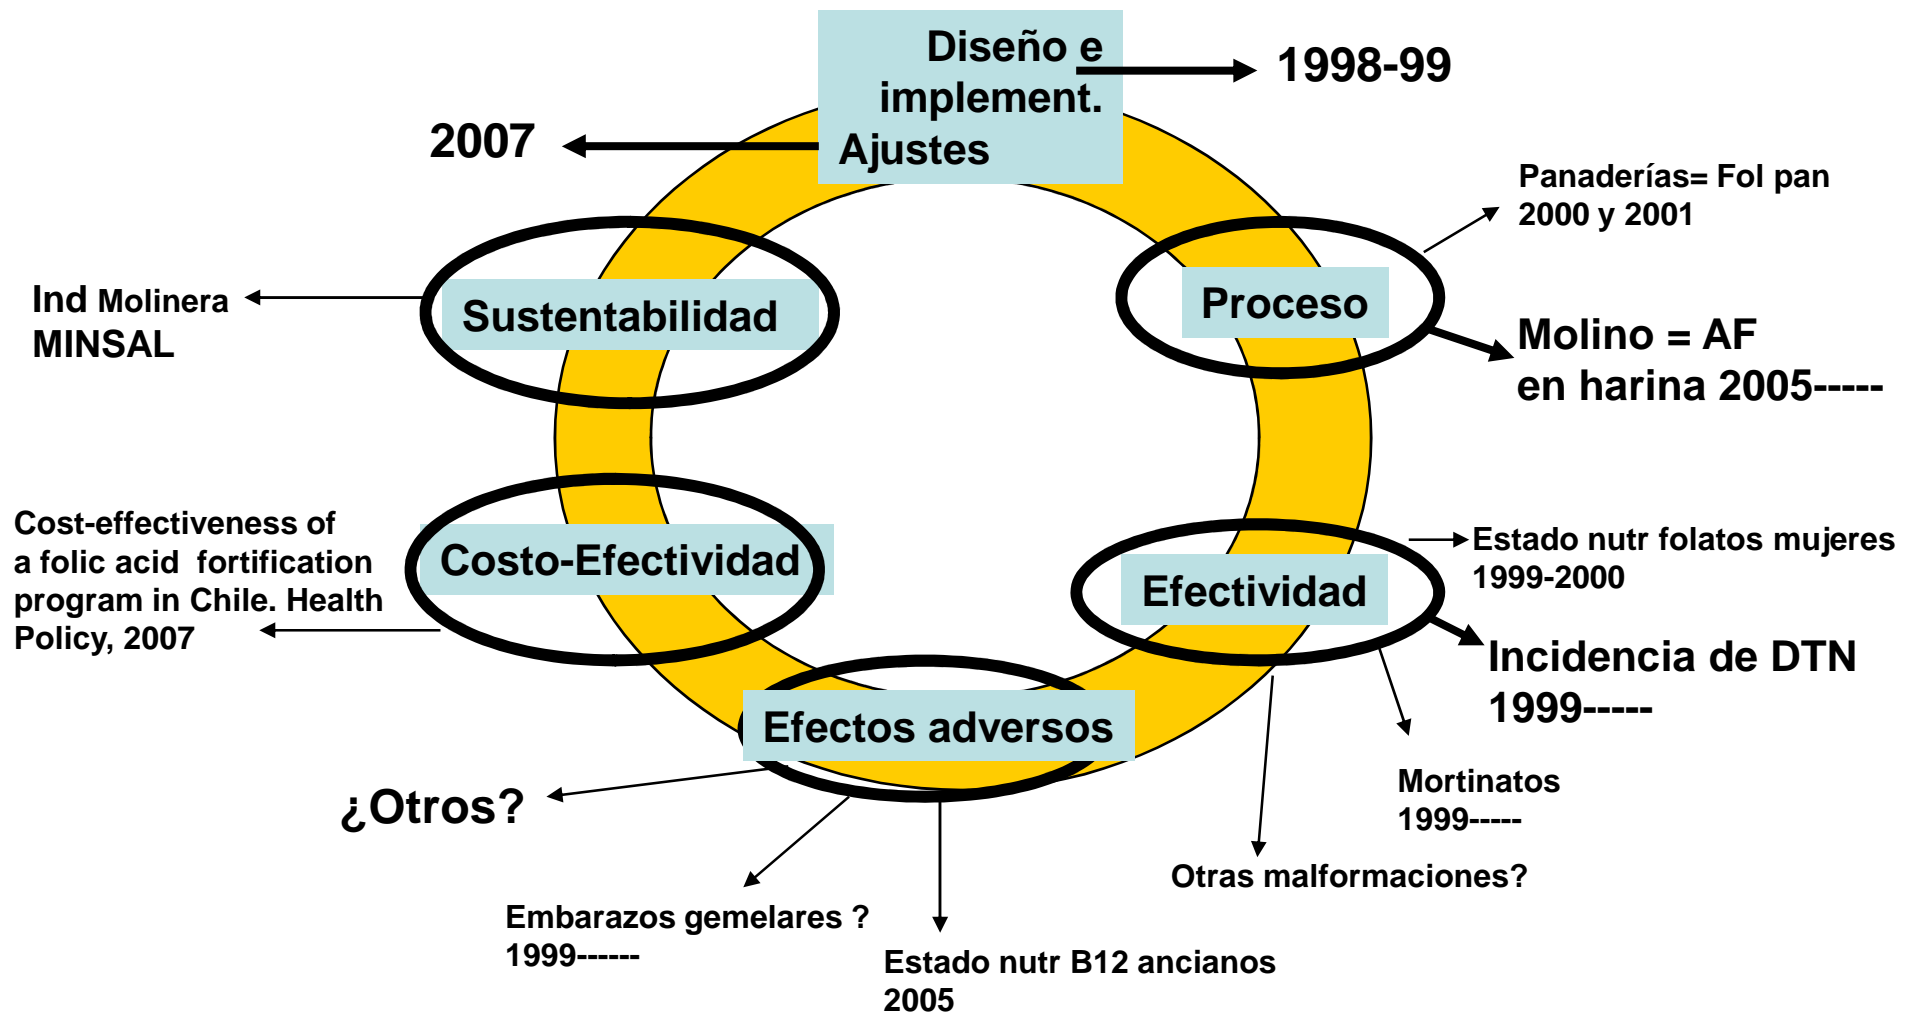 Diseño e
implement.
Ajustes
1998-99
2007
Panaderías= Fol pan
2000 y 2001
Proceso
Molino = AF
en harina 2005-----
Sustentabilidad
Ind Molinera
MINSAL
Cost-effectiveness of
a folic acid fortification
program in Chile. Health
Policy, 2007
Costo-Efectividad
Efectividad
Estado nutr folatos mujeres
1999-2000
Incidencia de DTN
1999-----
Mortinatos
1999-----
Otras malformaciones?
Efectos adversos
¿Otros?
Embarazos gemelares ?
1999------
Estado nutr B12 ancianos
2005